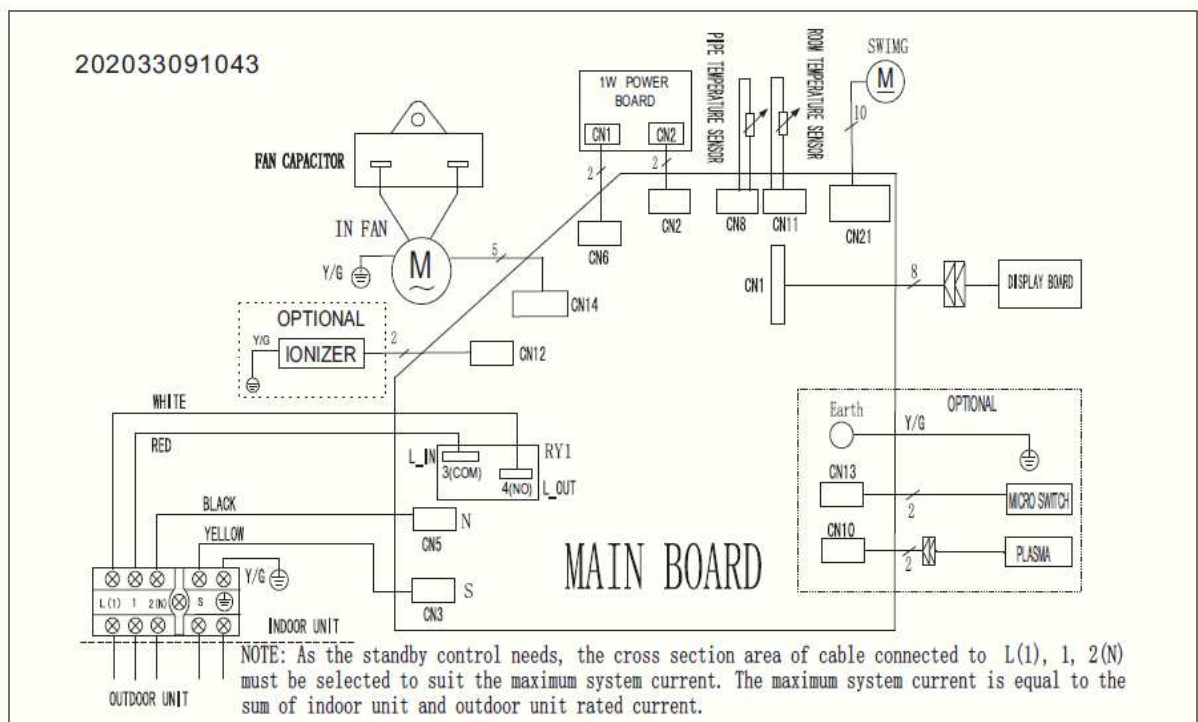 202033091043
FAN CAPACITOR
1W POWER
BOARD
CN1
CN2
2
2
CN6
CN2
PIPE TEMPERATURE SENSOR
CN8
ROOM TEMPERATURE SENSOR
CN11
SWIMG
M
10
CN21
IN FAN
M
Y/G
5
CN14
CN1
8
DISPLAY BOARD
OPTIONAL
Y/G
IONIZER
2
CN12
WHITE
RED
L_IN
3(COM)
RY1
4(NO)
L_OUT
BLACK
N
CN5
YELLOW
Y/G
S
CN3
MAIN BOARD
OPTIONAL
Earth
Y/G
CN13
2
MICRO SWITCH
CN10
2
PLASMA
L(1) 1 2(N) S
INDOOR UNIT
OUTDOOR UNIT
NOTE: As the standby control needs, the cross section area of cable connected to L(1), 1, 2(N)
must be selected to suit the maximum system current. The maximum system current is equal to the
sum of indoor unit and outdoor unit rated current.